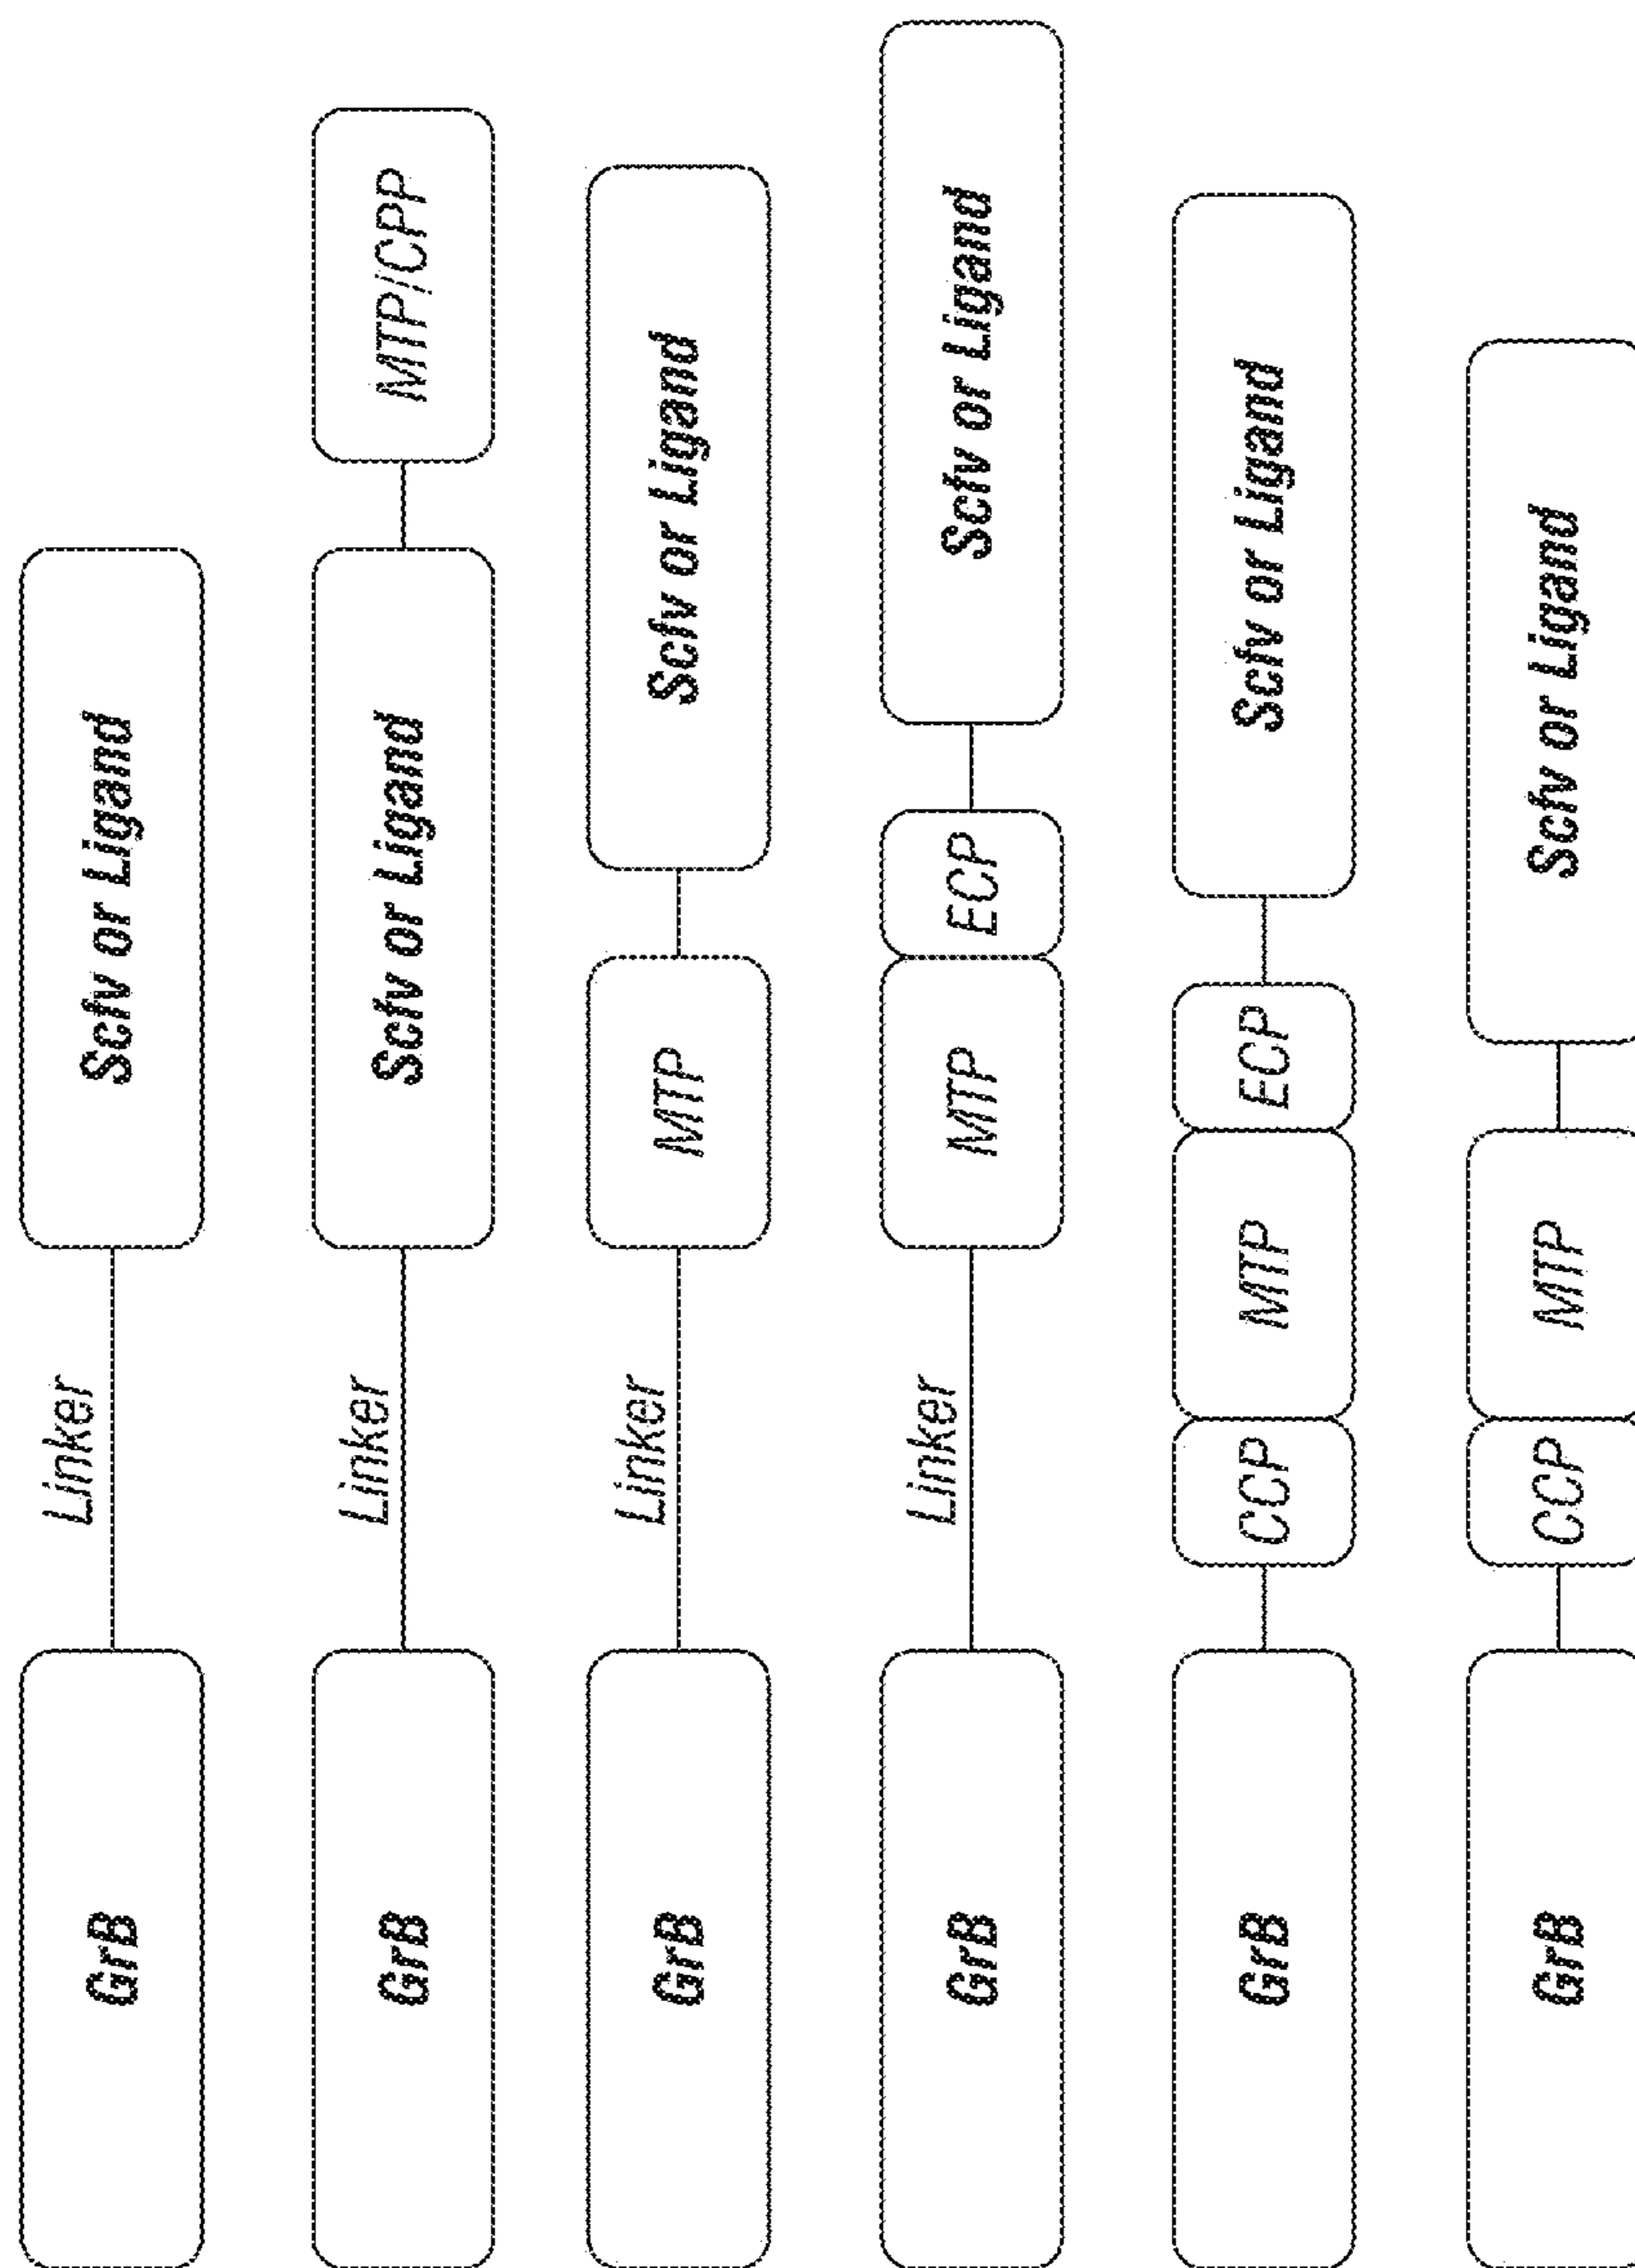 GrB Linker Scfv or Ligand
GrB Linker Scfv or Ligand MTP/CPP
GrB Linker MTP Scfv or Ligand
GrB Linker MTP ECP Scfv or Ligand
GrB CCP MTP ECP Scfv or Ligand
GrB CCP MTP Scfv or Ligand